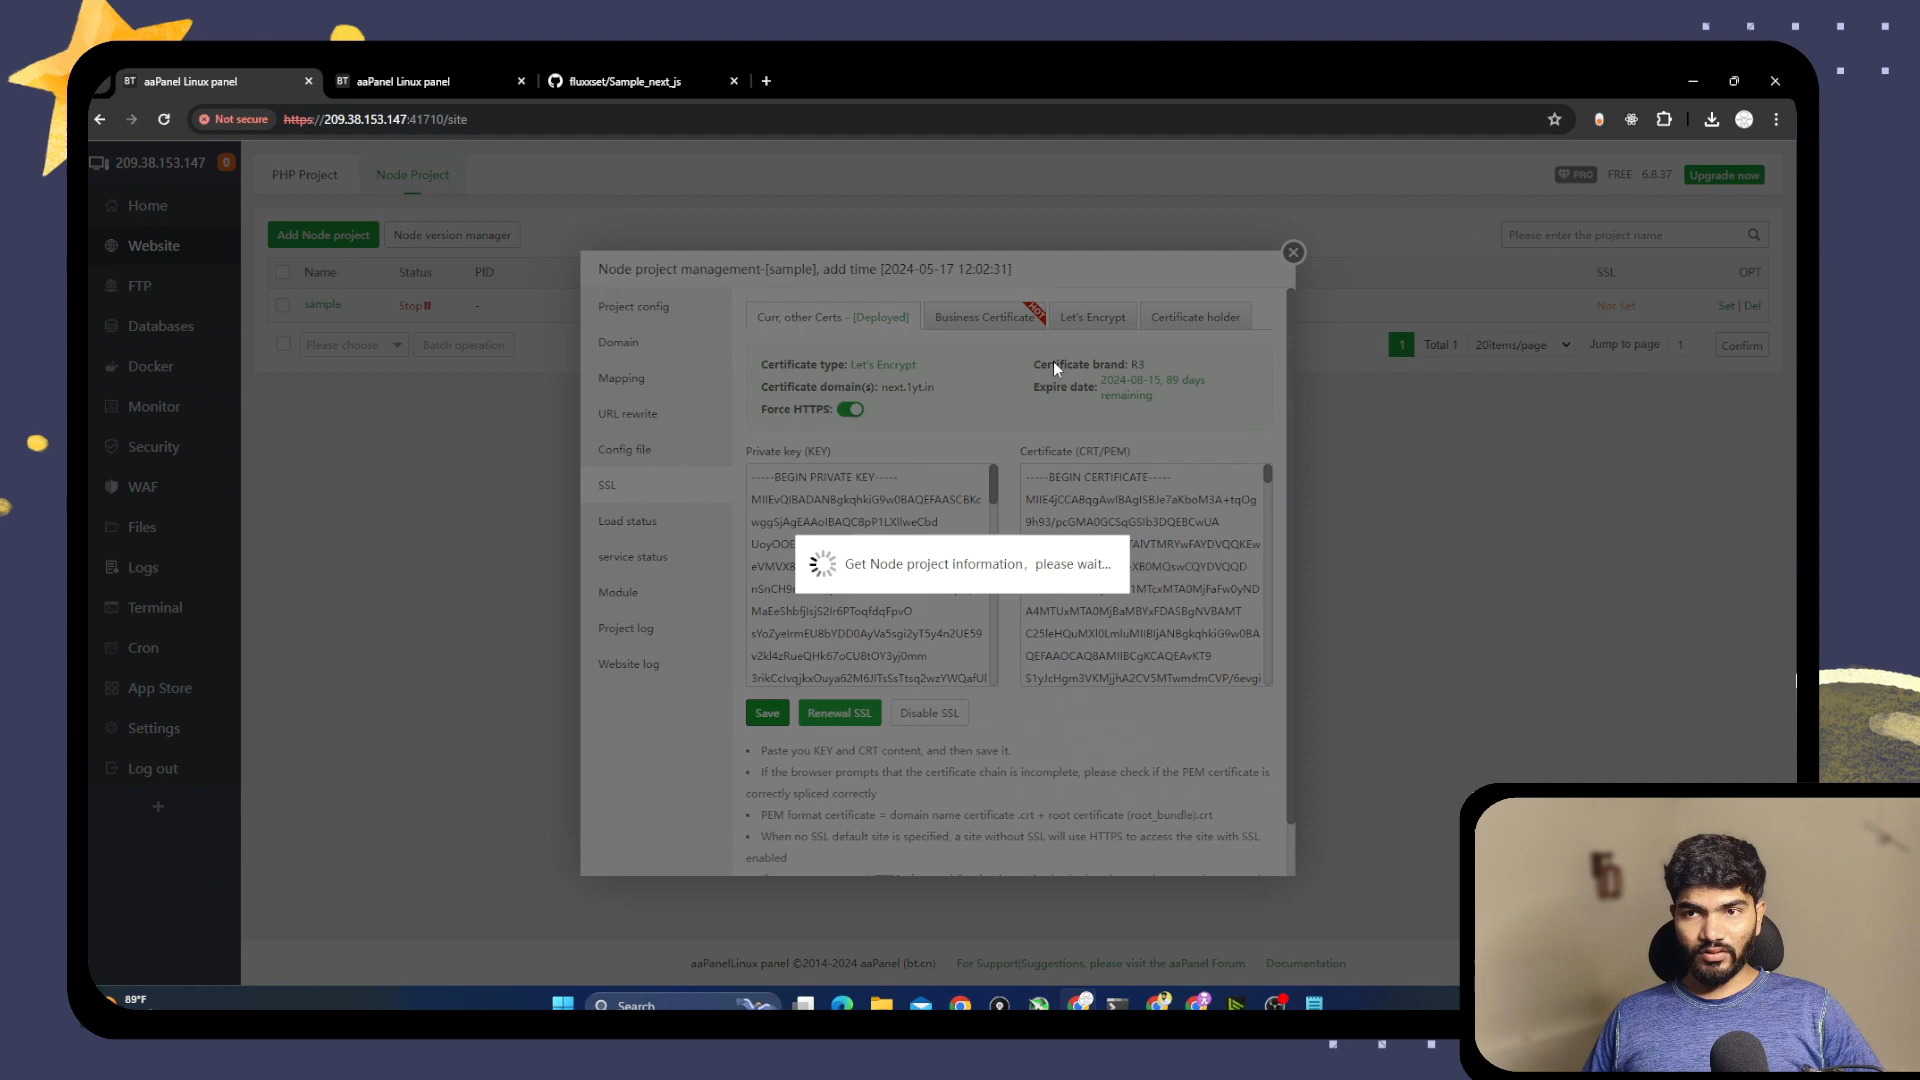 BT aaPanel Linux panel
BT aaPanel Linux panel
fluxxset/Sample_next_js
Not secure https://209.38.153.147:41710/site
209.38.153.147 0
Home
Website
FTP
Databases
Docker
Monitor
Security
WAF
Files
Logs
Terminal
Cron
App Store
Settings
Log out
PHP Project Node Project
PRO FREE 6.8.37 Upgrade now
Add Node project Node version manager
Please enter the project name
Name Status PID SSL OPT
sample Stop - Not Set Set | Del
Please choose Batch operation
1 Total 1 20items/page Jump to page 1 Confirm
Node project management-[sample], add time [2024-05-17 12:02:31]
Project config
Domain
Mapping
URL rewrite
Config file
SSL
Load status
service status
Module
Project log
Website log
Curr, other Certs - [Deployed] Business Certificate HOT Let's Encrypt Certificate holder
Certificate type: Let's Encrypt
Certificate brand: R3
Certificate domain(s): next.1yt.in
Expire date: 2024-08-15, 89 days
remaining
Force HTTPS:
Private key (KEY)
-----BEGIN PRIVATE KEY-----
Certificate (CRT/PEM)
-----BEGIN CERTIFICATE-----
Get Node project information, please wait...
Save Renewal SSL Disable SSL
• Paste you KEY and CRT content, and then save it.
• If the browser prompts that the certificate chain is incomplete, please check if the PEM certificate is
correctly spliced correctly
• PEM format certificate = domain name certificate .crt + root certificate (root_bundle).crt
• When no SSL default site is specified, a site without SSL will use HTTPS to access the site with SSL
enabled
aaPanelLinux panel ©2014-2024 aaPanel (bt.cn) For Support|Suggestions, please visit the aaPanel Forum Documentation
89°F
Search